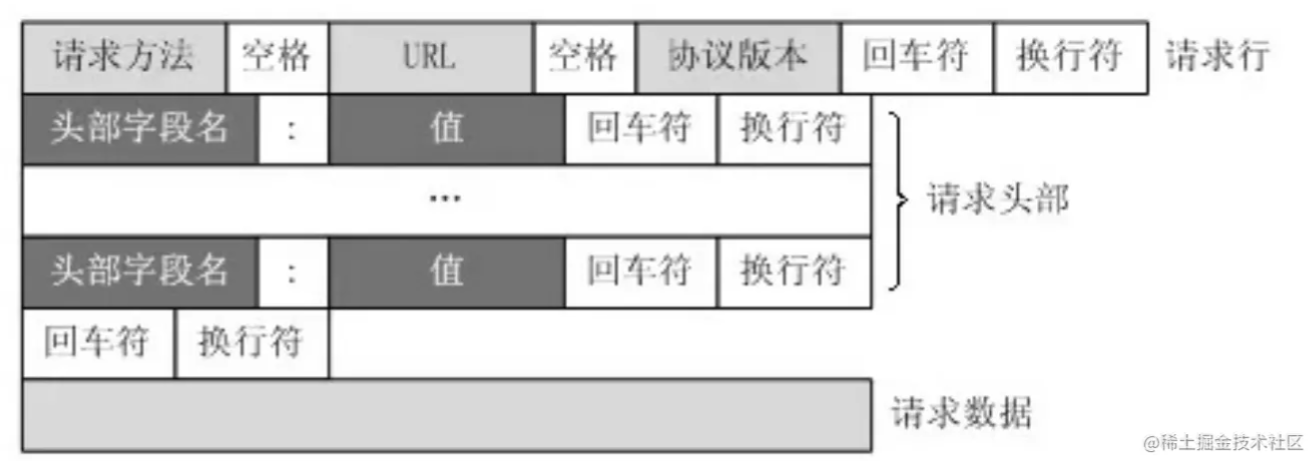 请求方法 空格 URL 空格 协议版本 回车符 换行符 请求行
头部字段名 : 值 回车符 换行符
...
请求头部
头部字段名 : 值 回车符 换行符
回车符 换行符
请求数据
@稀土掘金技术社区